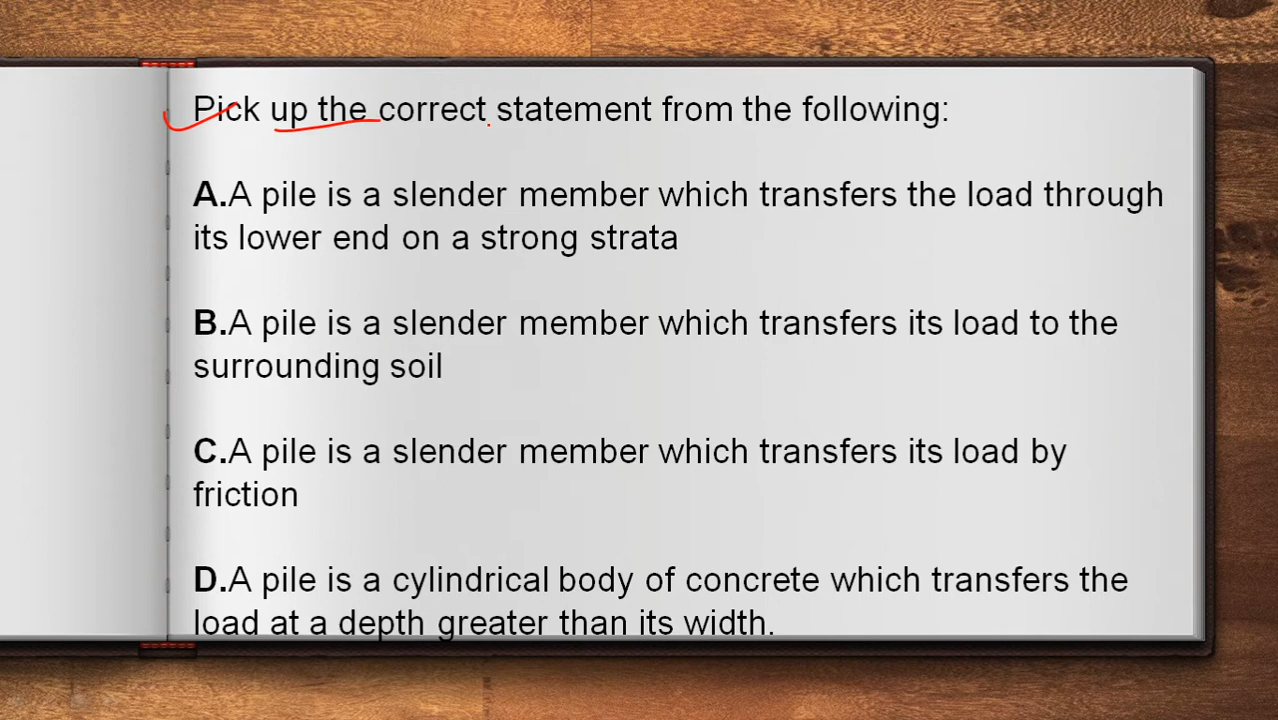 Pick up the correct statement from the following:
A.A pile is a slender member which transfers the load through
its lower end on a strong strata
B.A pile is a slender member which transfers its load to the
surrounding soil
C.A pile is a slender member which transfers its load by
friction
D.A pile is a cylindrical body of concrete which transfers the
load at a depth greater than its width.